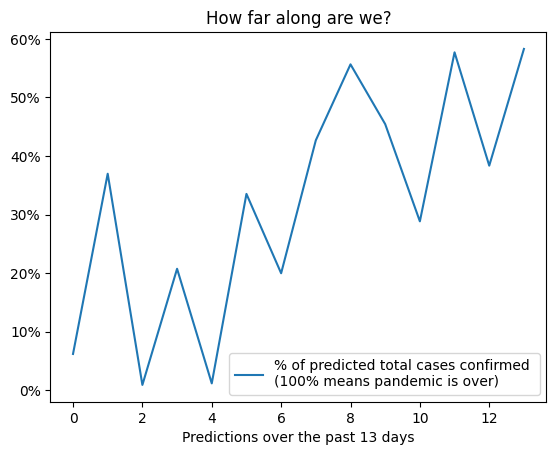 How far along are we?
60%
50%
40%
30%
20%
10%
0%
% of predicted total cases confirmed
(100% means pandemic is over)
0 2 4 6 8 10 12
Predictions over the past 13 days